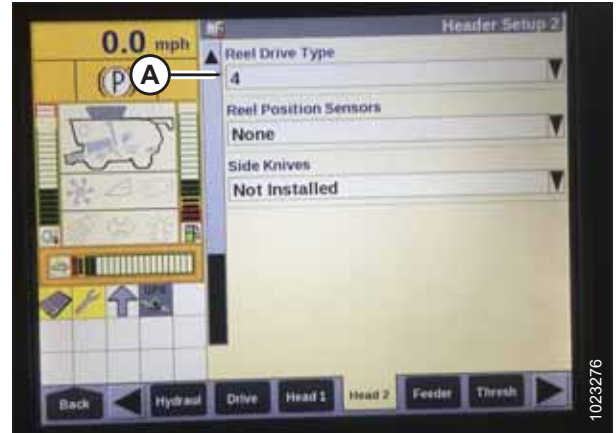 Header Setup 2
0.0 mph
(P)
A
Reel Drive Type
4
Reel Position Sensors
None
Side Knives
Not Installed
Back
Hydraul
Drive
Head 1
Head 2
Feeder
Thresh
1023276